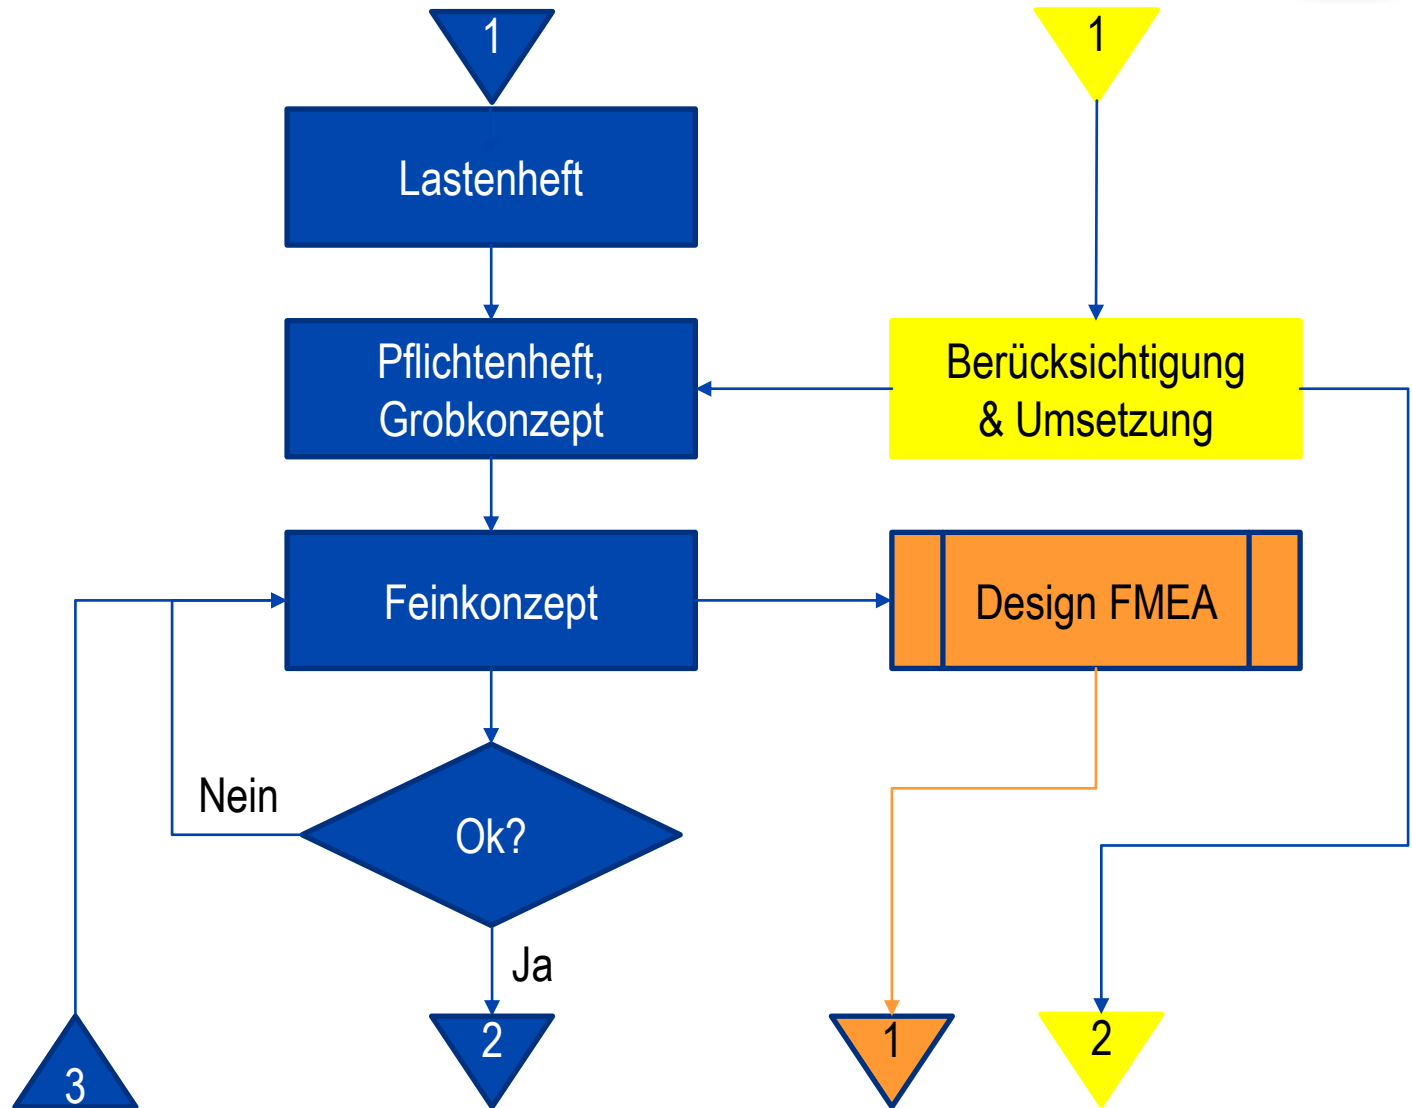 1
1
Lastenheft
Pflichtenheft,
Grobkonzept
Berücksichtigung
& Umsetzung
Feinkonzept
Design FMEA
Nein
Ok?
Ja
3
2
1
2